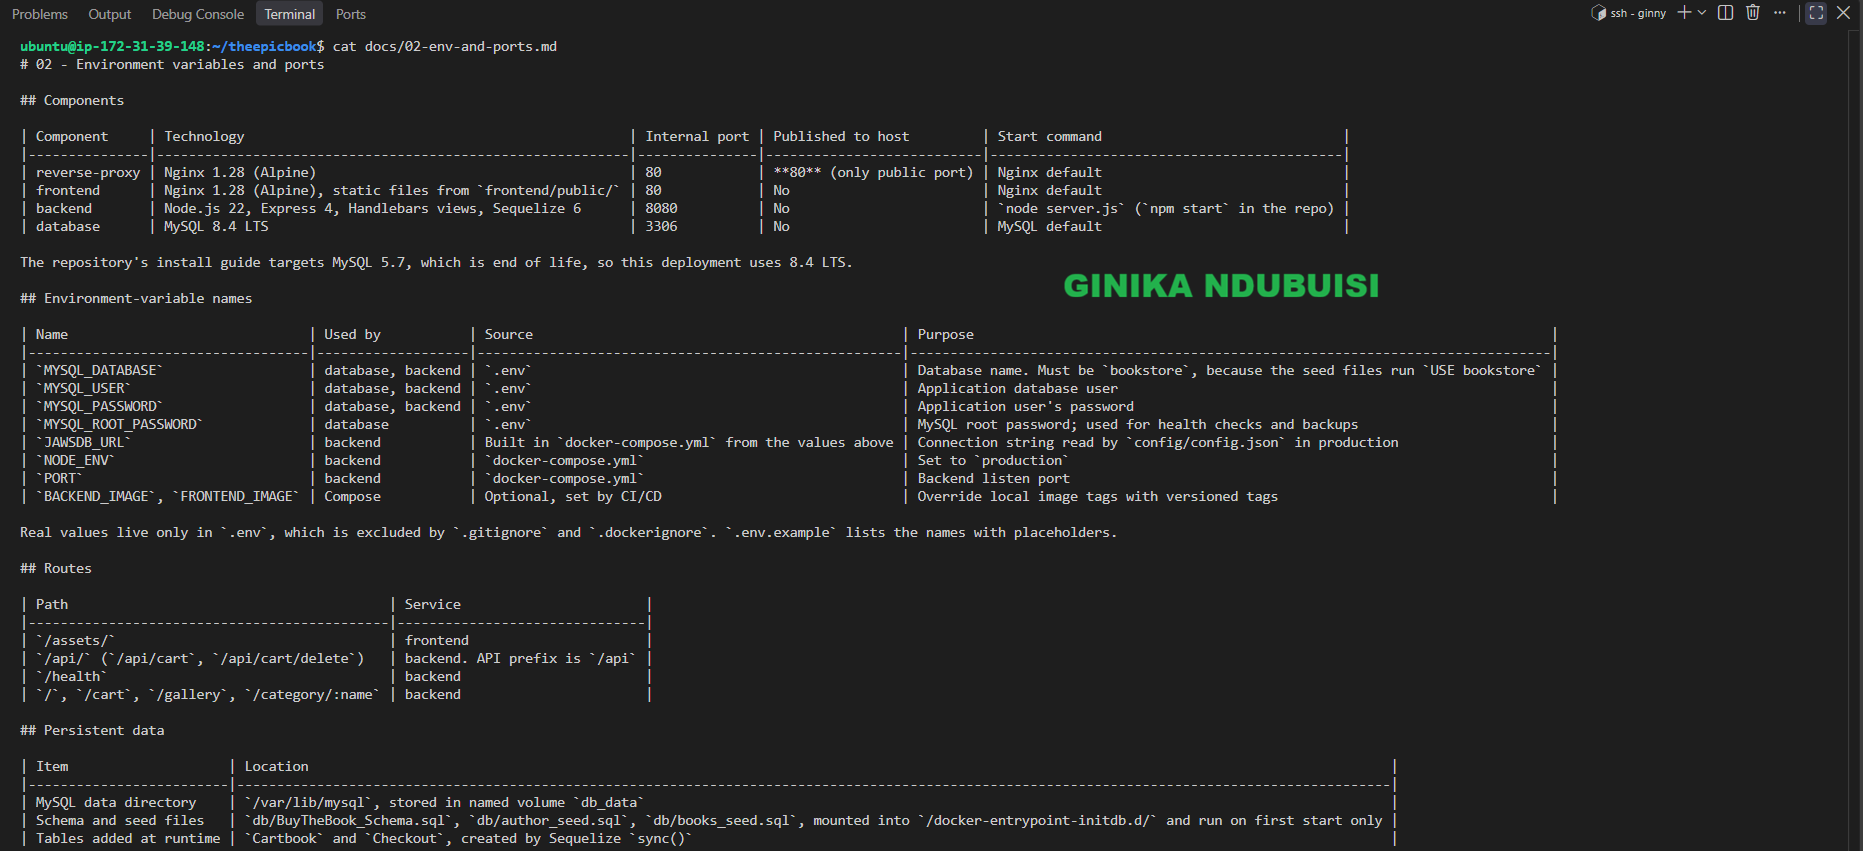 Problems Output Debug Console Terminal Ports ssh - ginny
ubuntu@ip-172-31-39-148:~/theepicbook$ cat docs/02-env-and-ports.md
# 02 - Environment variables and ports
## Components
| Component | Technology | Internal port | Published to host | Start command |
|---------------|-----------------------------------------------------------|---------------|---------------------------|--------------------------------------------|
| reverse-proxy | Nginx 1.28 (Alpine) | 80 | **80** (only public port) | Nginx default |
| frontend | Nginx 1.28 (Alpine), static files from `frontend/public/` | 80 | No | Nginx default |
| backend | Node.js 22, Express 4, Handlebars views, Sequelize 6 | 8080 | No | `node server.js` (`npm start` in the repo) |
| database | MySQL 8.4 LTS | 3306 | No | MySQL default |
The repository's install guide targets MySQL 5.7, which is end of life, so this deployment uses 8.4 LTS.
GINIKA NDUBUISI
## Environment-variable names
| Name | Used by | Source | Purpose |
|-----------------------------------|-------------------|-----------------------------------------------------|--------------------------------------------------------------------------------|
| `MYSQL_DATABASE` | database, backend | `.env` | Database name. Must be `bookstore`, because the seed files run `USE bookstore` |
| `MYSQL_USER` | database, backend | `.env` | Application database user |
| `MYSQL_PASSWORD` | database, backend | `.env` | Application user's password |
| `MYSQL_ROOT_PASSWORD` | database | `.env` | MySQL root password; used for health checks and backups |
| `JAWSDB_URL` | backend | Built in `docker-compose.yml` from the values above | Connection string read by `config/config.json` in production |
| `NODE_ENV` | backend | `docker-compose.yml` | Set to `production` |
| `PORT` | backend | `docker-compose.yml` | Backend listen port |
| `BACKEND_IMAGE`, `FRONTEND_IMAGE` | Compose | Optional, set by CI/CD | Override local image tags with versioned tags |
Real values live only in `.env`, which is excluded by `.gitignore` and `.dockerignore`. `.env.example` lists the names with placeholders.
## Routes
| Path | Service |
|---------------------------------------------|-------------------------------|
| `/assets/` | frontend |
| `/api/` (`/api/cart`, `/api/cart/delete`) | backend. API prefix is `/api` |
| `/health` | backend |
| `/`, `/cart`, `/gallery`, `/category/:name` | backend |
## Persistent data
| Item | Location |
|-------------------------|------------------------------------------------------------------------------------------------------------------------------------------------|
| MySQL data directory | `/var/lib/mysql`, stored in named volume `db_data` |
| Schema and seed files | `db/BuyTheBook_Schema.sql`, `db/author_seed.sql`, `db/books_seed.sql`, mounted into `/docker-entrypoint-initdb.d/` and run on first start only |
| Tables added at runtime | `Cartbook` and `Checkout`, created by Sequelize `sync()` |